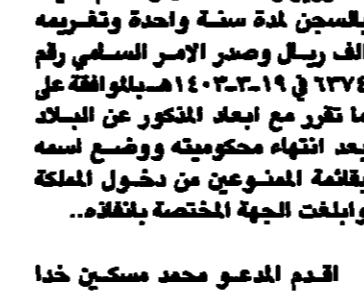 بالسجن لمدة سنة واحدة وتغريمه
الف ريال وصدر الامر السامي رقم
٦٣٧٤ في ١٩-٣-١٤٠٣هـ بالموافقة على
ما تقرر مع ابعاد المذكور عن البلاد
بعد انتهاء محكوميته ووضع اسمه
بقائمة الممنوعين من دخول المملكة
وابلغت الجهة المختصة بانفاذه..
اقدم المدعو محمد مسكين خدا